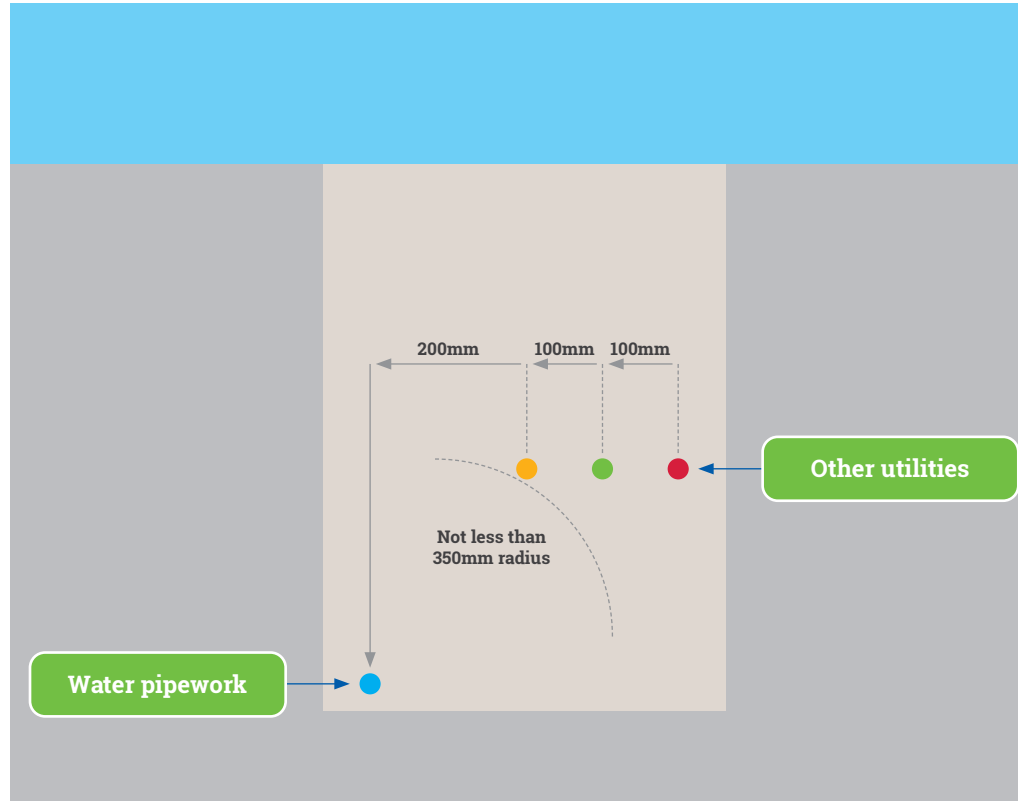 200mm
100mm
100mm
Other utilities
Not less than
350mm radius
Water pipework